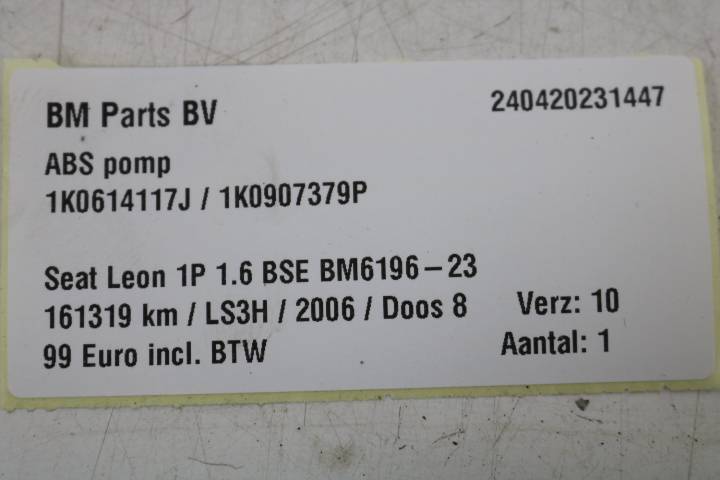 BM Parts BV 240420231447
ABS pomp
1K0614117J / 1K0907379P
Seat Leon 1P 1.6 BSE BM6196-23
161319 km / LS3H / 2006 / Doos 8 Verz: 10
99 Euro incl. BTW Aantal: 1